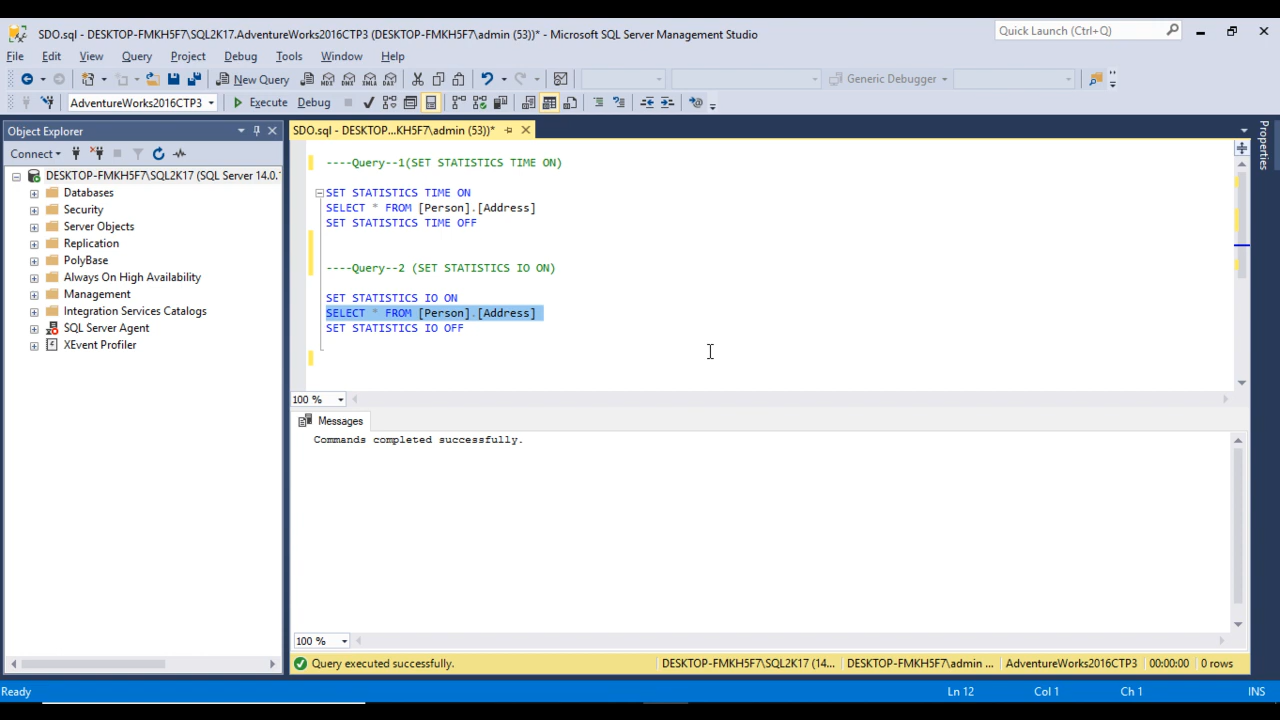 SDO.sql - DESKTOP-FMKH5F7\SQL2K17.AdventureWorks2016CTP3 (DESKTOP-FMKH5F7\admin (53))* - Microsoft SQL Server Management Studio
Quick Launch (Ctrl+Q)
File Edit View Query Project Debug Tools Window Help
New Query
Generic Debugger
AdventureWorks2016CTP3 Execute Debug
Object Explorer
Connect
DESKTOP-FMKH5F7\SQL2K17 (SQL Server 14.0.
Databases
Security
Server Objects
Replication
PolyBase
Always On High Availability
Management
Integration Services Catalogs
SQL Server Agent
XEvent Profiler
SDO.sql - DESKTOP...KH5F7\admin (53))*
----Query--1(SET STATISTICS TIME ON)
SET STATISTICS TIME ON
SELECT * FROM [Person].[Address]
SET STATISTICS TIME OFF
----Query--2 (SET STATISTICS IO ON)
SET STATISTICS IO ON
SELECT * FROM [Person].[Address]
SET STATISTICS IO OFF
100 %
Messages
Commands completed successfully.
100 %
Query executed successfully.
DESKTOP-FMKH5F7\SQL2K17 (14... DESKTOP-FMKH5F7\admin ... AdventureWorks2016CTP3 00:00:00 0 rows
Properties
Ready Ln 12 Col 1 Ch 1 INS